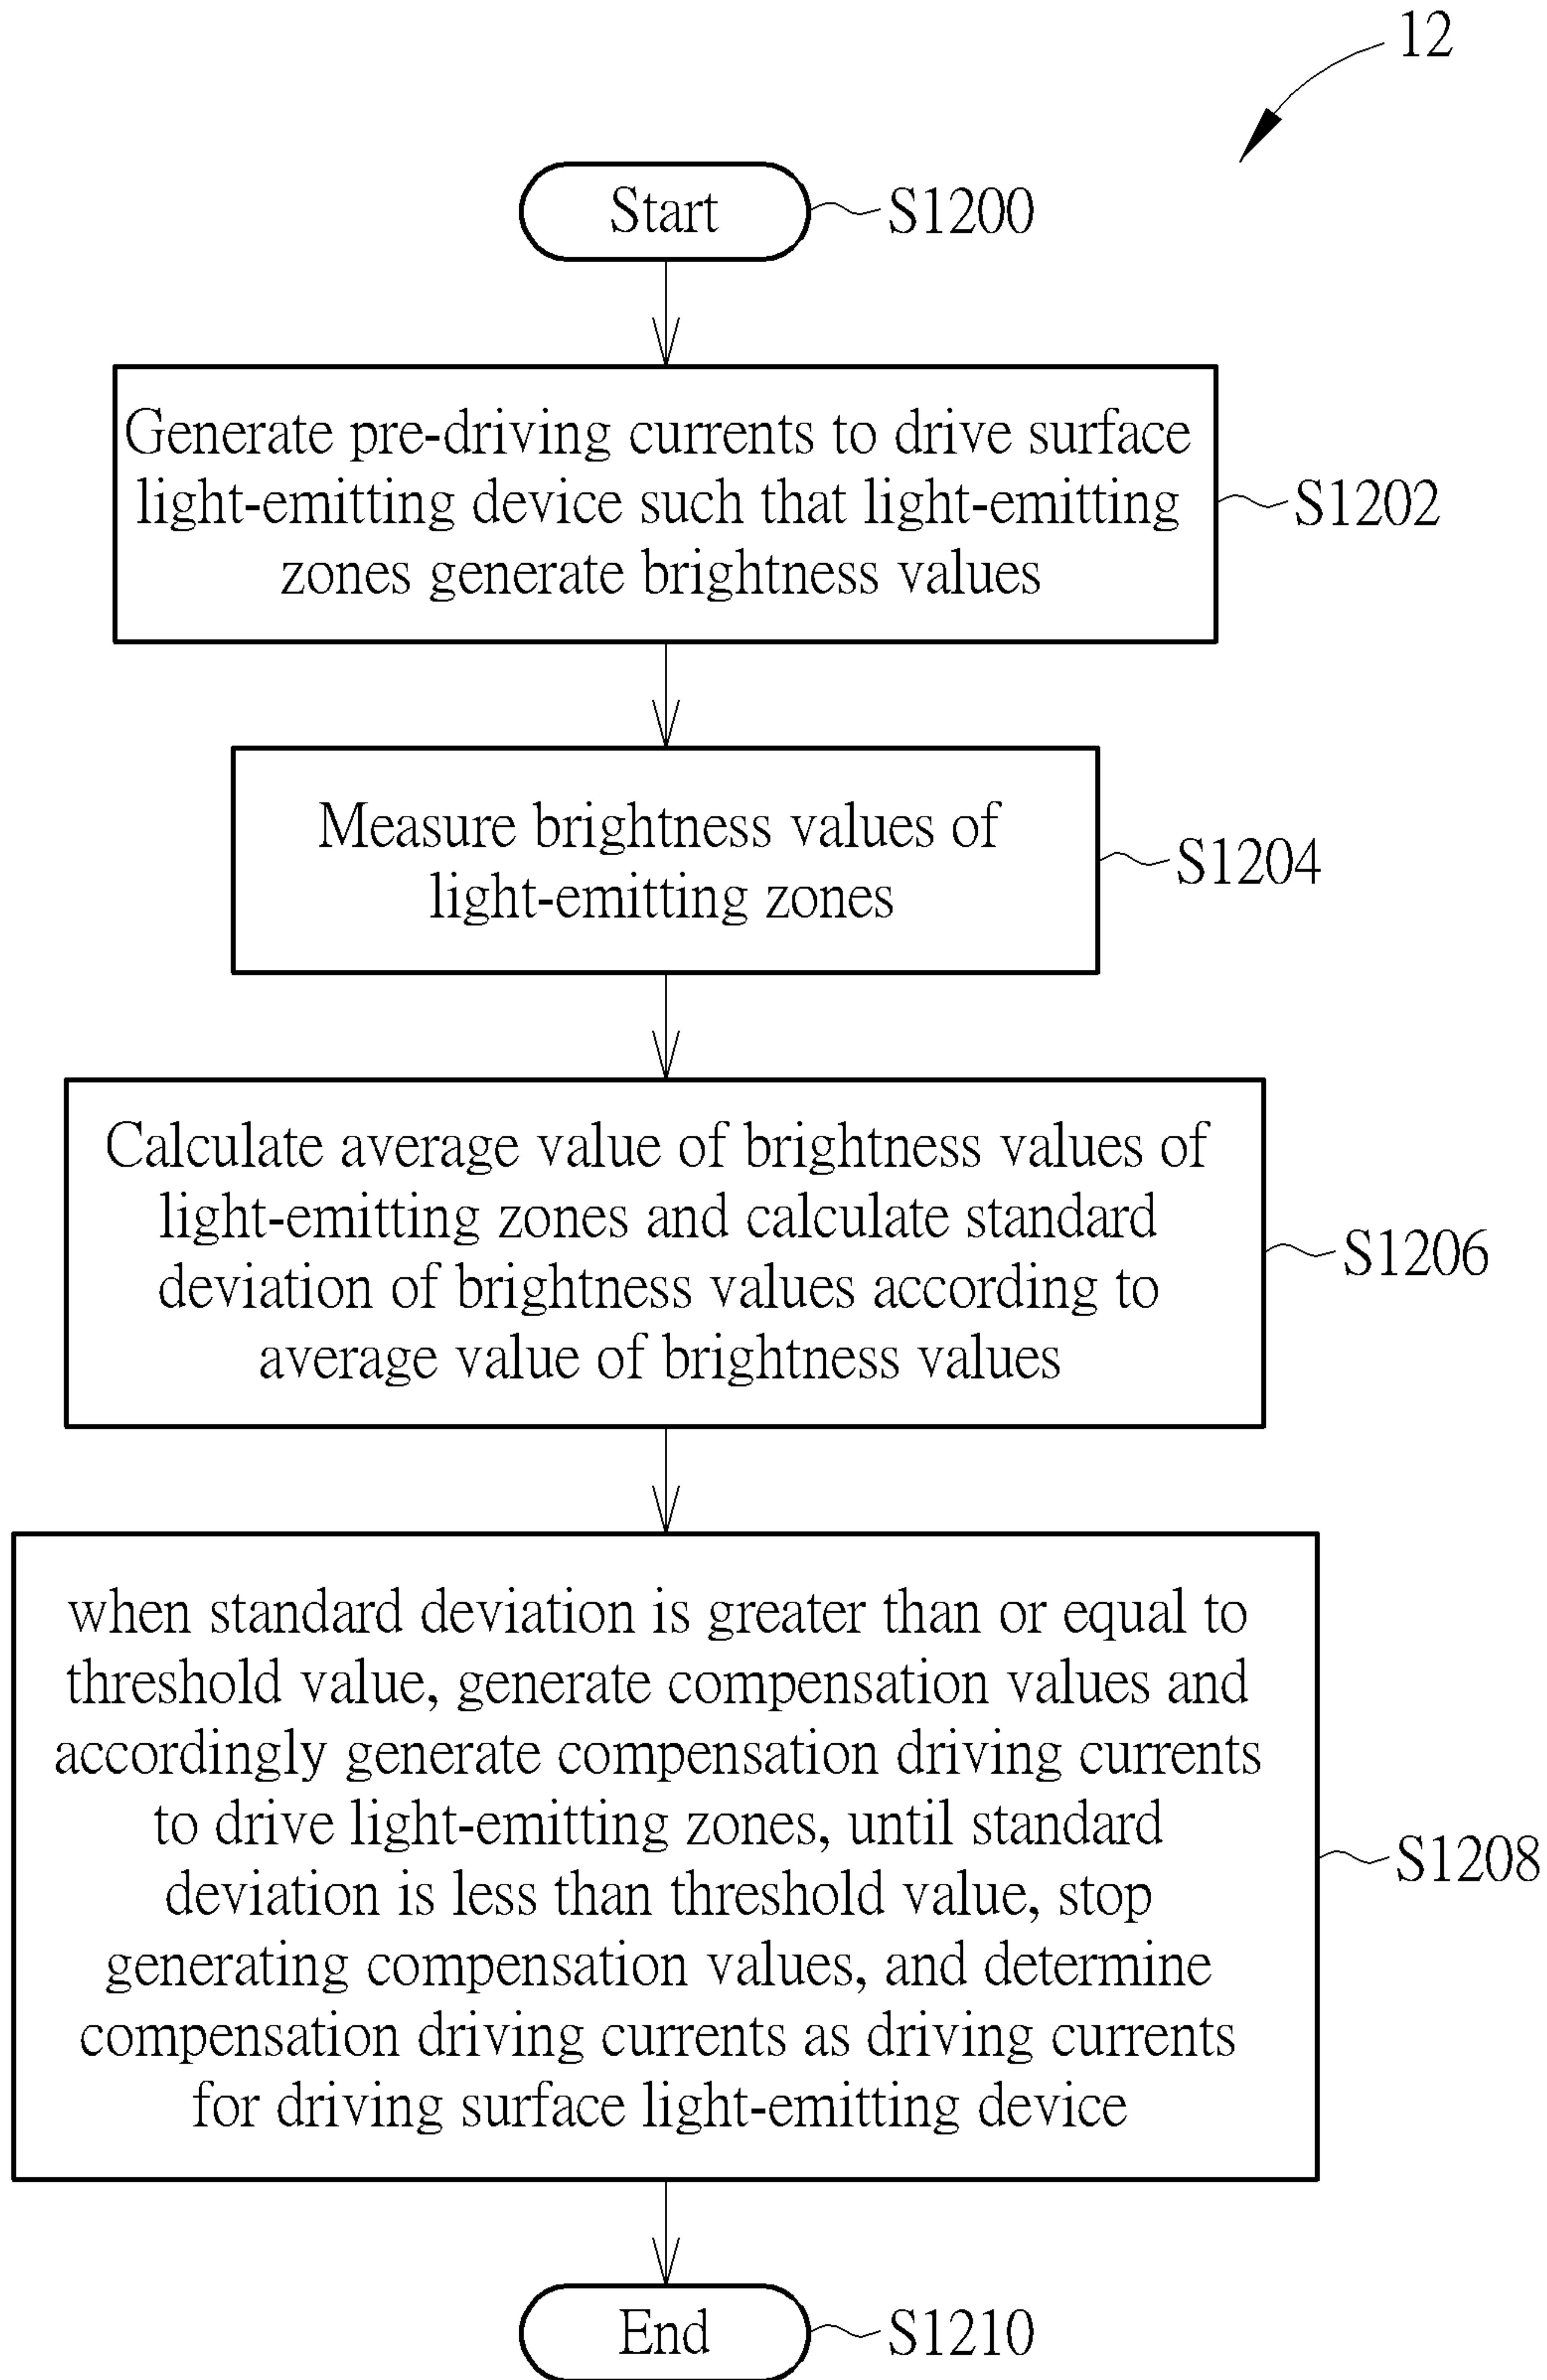 12
Start
S1200
Generate pre-driving currents to drive surface
light-emitting device such that light-emitting
zones generate brightness values
S1202
Measure brightness values of
light-emitting zones
S1204
Calculate average value of brightness values of
light-emitting zones and calculate standard
deviation of brightness values according to
average value of brightness values
S1206
when standard deviation is greater than or equal to
threshold value, generate compensation values and
accordingly generate compensation driving currents
to drive light-emitting zones, until standard
deviation is less than threshold value, stop
generating compensation values, and determine
compensation driving currents as driving currents
for driving surface light-emitting device
S1208
End
S1210